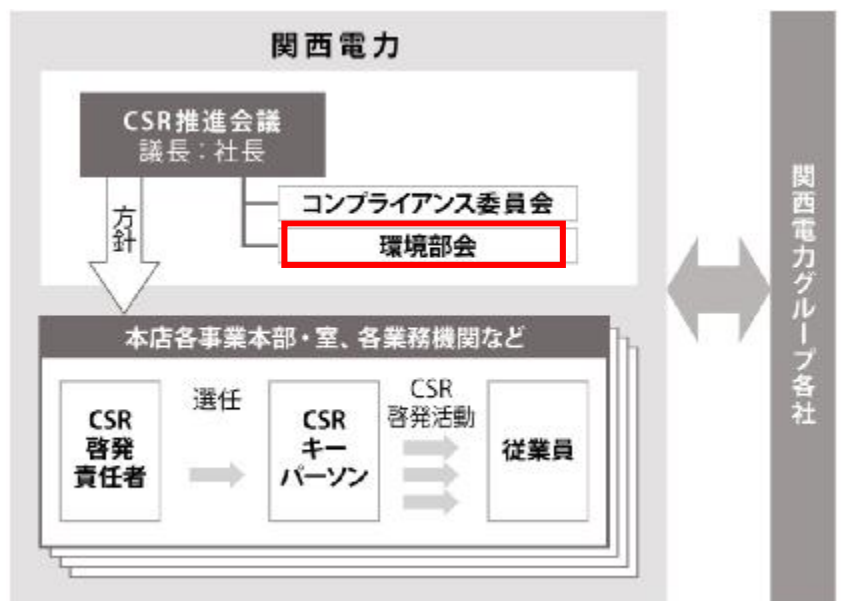 関西電力
CSR推進会議
議長：社長
コンプライアンス委員会
環境部会
方針
本店各事業本部・室、各業務機関など
CSR
啓発
責任者
選任
CSR
キー
パーソン
CSR
啓発活動
従業員
関西電力グループ各社